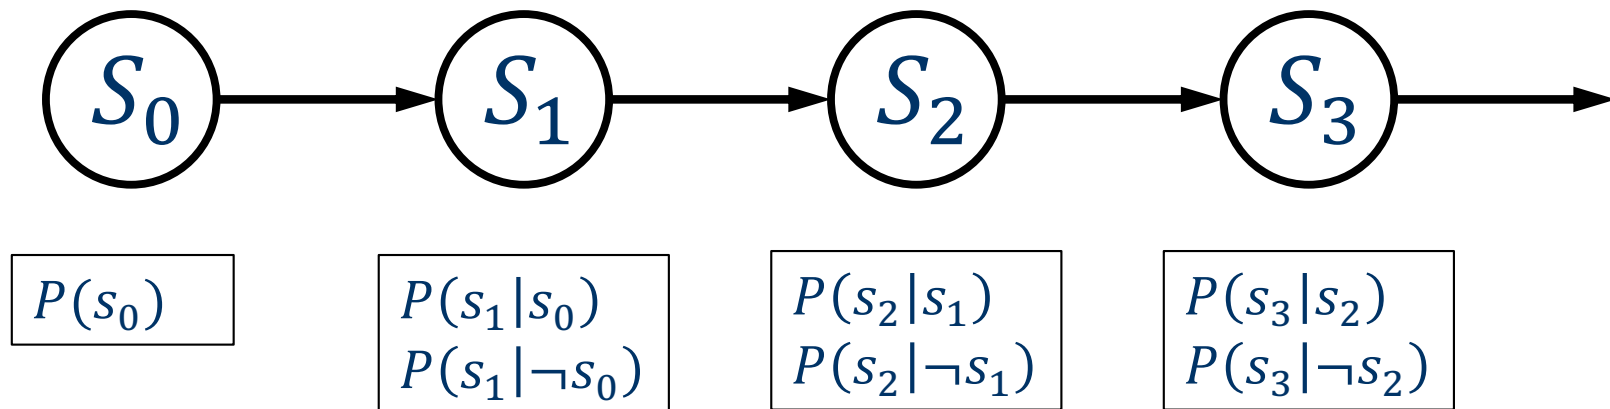 S₀ S₁ S₂ S₃
P(s₀)
P(s₁|s₀)
P(s₁|¬s₀)
P(s₂|s₁)
P(s₂|¬s₁)
P(s₃|s₂)
P(s₃|¬s₂)